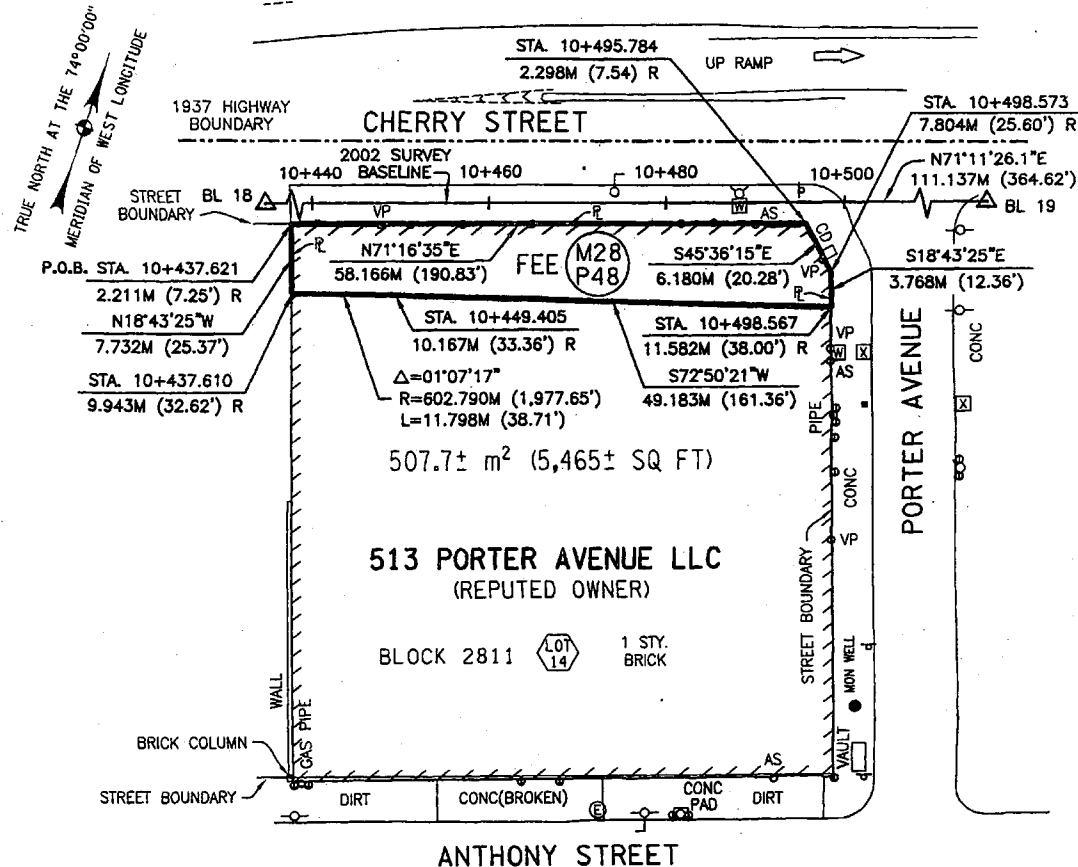 STA. 10+495.784
2.298M (7.54) R
UP RAMP
TRUE NORTH AT THE 74°00'00"
MERIDIAN OF WEST LONGITUDE
1937 HIGHWAY
BOUNDARY
CHERRY STREET
STA. 10+498.573
7.804M (25.60') R
2002 SURVEY
BASELINE
N71°11'26.1"E
111.137M (364.62')
10+440
10+460
10+480
10+500
STREET
BOUNDARY
BL 18
BL 19
VP
PL
AS
W
CD
PL
N71°16'35"E
58.166M (190.83')
FEE
M28
P48
S45°36'15"E
6.180M (20.28')
VP
PL
S18°43'25"E
3.768M (12.36')
P.O.B. STA. 10+437.621
2.211M (7.25') R
N18°43'25"W
7.732M (25.37')
STA. 10+449.405
10.167M (33.36') R
STA. 10+498.567
11.582M (38.00') R
STA. 10+437.610
9.943M (32.62') R
Δ=01°07'17"
R=602.790M (1,977.65')
L=11.798M (38.71')
S72°50'21"W
49.183M (161.36')
VP
W
X
AS
PIPE
CONC
PORTER AVENUE
CONC
X
507.7± m² (5,465± SQ FT)
VP
513 PORTER AVENUE LLC
(REPUTED OWNER)
STREET BOUNDARY
BLOCK 2811
LOT
14
1 STY.
BRICK
MON WELL
WALL
GAS PIPE
BRICK COLUMN
AS
VAULT
STREET BOUNDARY
DIRT
CONC(BROKEN)
E
CONC
PAD
DIRT
ANTHONY STREET